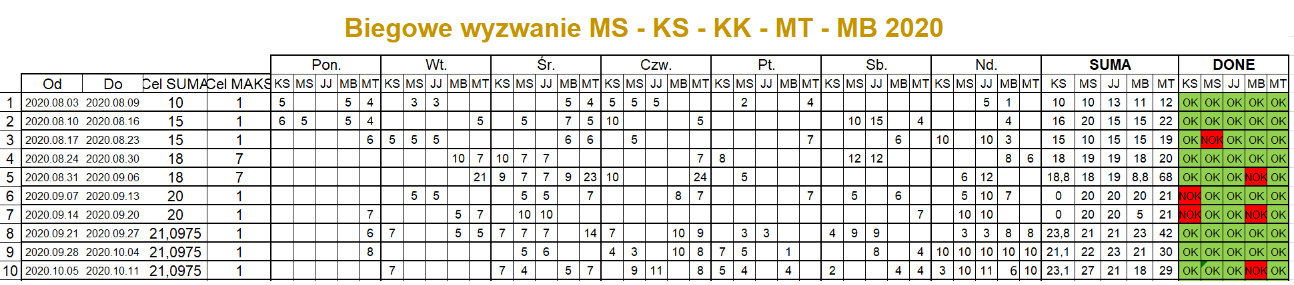 Biegowe wyzwanie MS - KS - KK - MT - MB 2020
Pon. Wt. Śr. Czw. Pt. Sb. Nd. SUMA DONE
Od Do Cel SUMA Cel MAKS KS MS JJ MB MT KS MS JJ MB MT KS MS JJ MB MT KS MS JJ MB MT KS MS JJ MB MT KS MS JJ MB MT KS MS JJ MB MT KS MS JJ MB MT KS MS JJ MB MT
1 2020.08.03 2020.08.09 10 1 5 5 4 3 3 5 4 5 5 5 2 4 5 1 10 10 13 11 12 OK OK OK OK OK
2 2020.08.10 2020.08.16 15 1 6 5 5 4 5 5 7 5 10 5 10 15 4 4 16 20 15 15 22 OK OK OK OK OK
3 2020.08.17 2020.08.23 15 1 6 5 5 5 6 6 5 7 6 10 10 3 15 10 15 15 19 OK NOK OK OK OK
4 2020.08.24 2020.08.30 18 7 10 7 10 7 7 7 8 12 12 8 6 18 19 19 18 20 OK OK OK OK OK
5 2020.08.31 2020.09.06 18 7 21 9 7 7 9 23 10 24 5 6 12 18,8 18 19 8,8 68 OK OK OK NOK OK
6 2020.09.07 2020.09.13 20 1 5 5 5 5 7 8 7 7 5 6 5 10 7 0 20 20 20 21 NOK OK OK OK OK
7 2020.09.14 2020.09.20 20 1 7 5 7 10 10 7 10 10 0 20 20 5 21 NOK OK OK NOK OK
8 2020.09.21 2020.09.27 21,0975 1 6 7 5 5 7 7 7 14 7 10 9 3 3 4 9 9 3 3 8 8 23,8 21 21 23 42 OK OK OK OK OK
9 2020.09.28 2020.10.04 21,0975 1 8 5 6 4 3 10 8 7 5 1 8 4 10 10 10 10 10 21,1 22 23 21 30 OK OK OK OK OK
10 2020.10.05 2020.10.11 21,0975 1 7 7 4 5 7 9 11 8 5 4 4 2 4 4 3 10 11 6 10 23,1 27 21 18 29 OK OK OK NOK OK